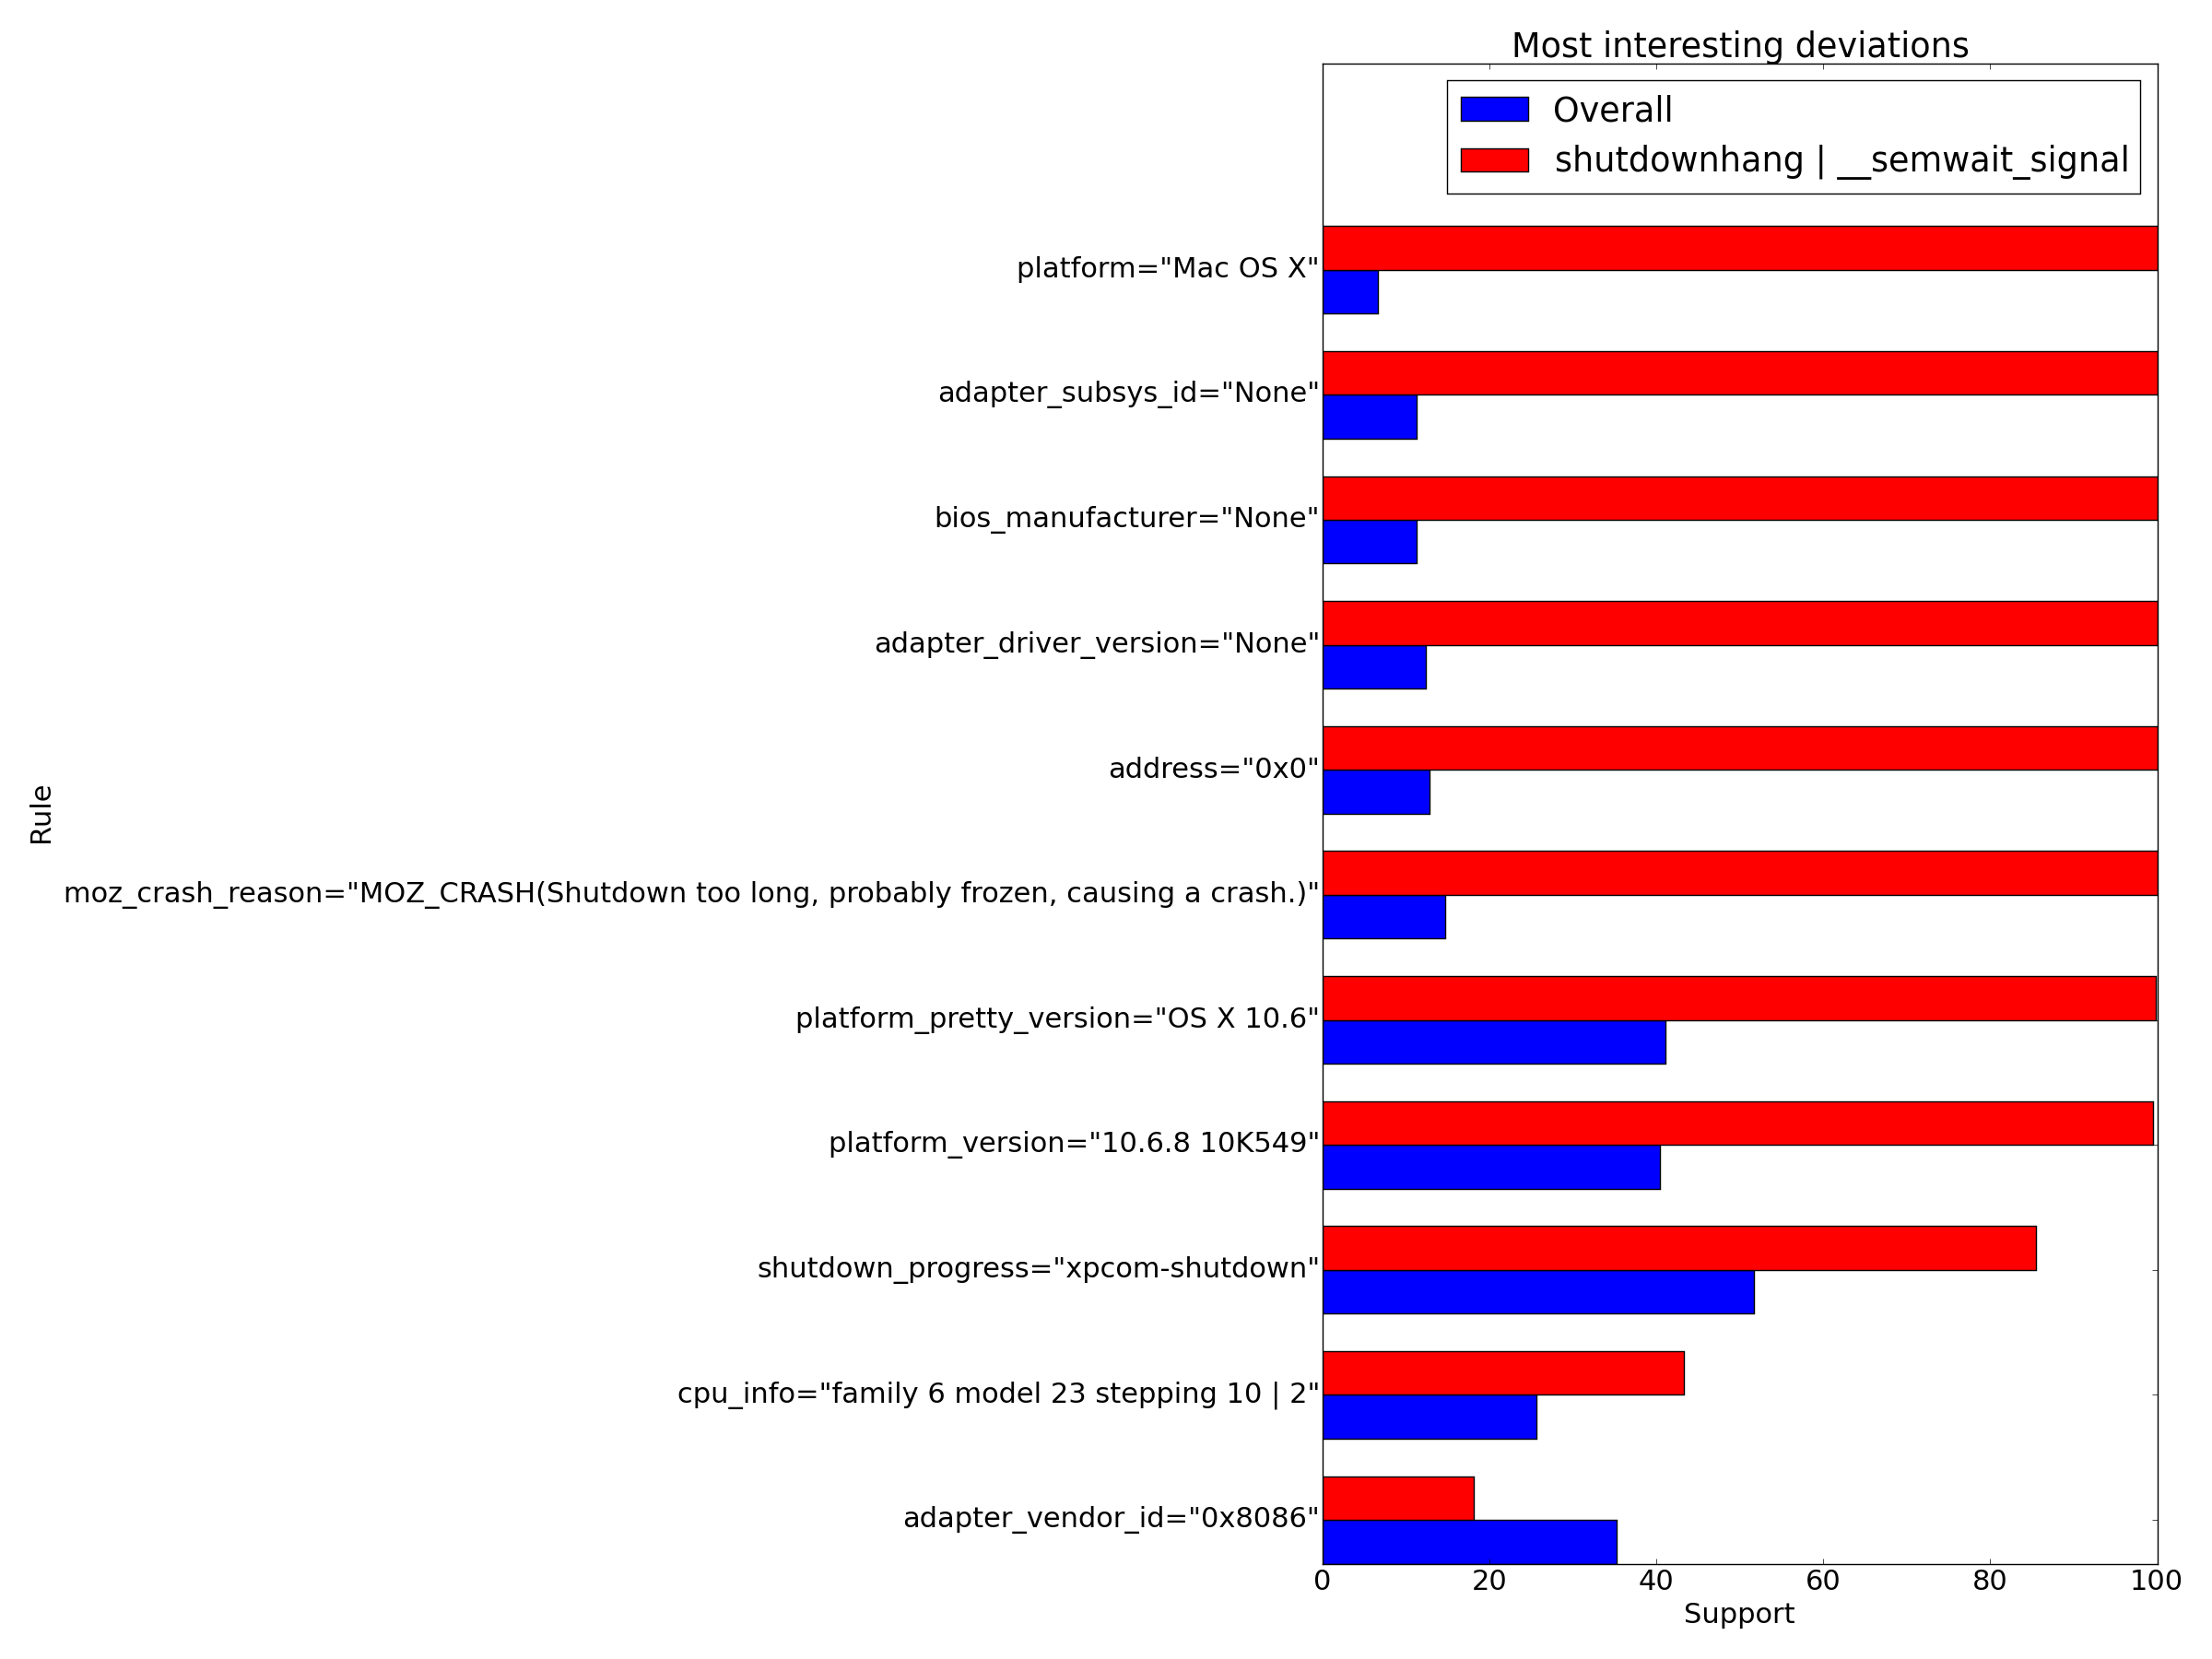 Most interesting deviations
Overall
shutdownhang | __semwait_signal
platform="Mac OS X"
adapter_subsys_id="None"
bios_manufacturer="None"
adapter_driver_version="None"
address="0x0"
Rule
moz_crash_reason="MOZ_CRASH(Shutdown too long, probably frozen, causing a crash.)"
platform_pretty_version="OS X 10.6"
platform_version="10.6.8 10K549"
shutdown_progress="xpcom-shutdown"
cpu_info="family 6 model 23 stepping 10 | 2"
adapter_vendor_id="0x8086"
0 20 40 60 80 100
Support